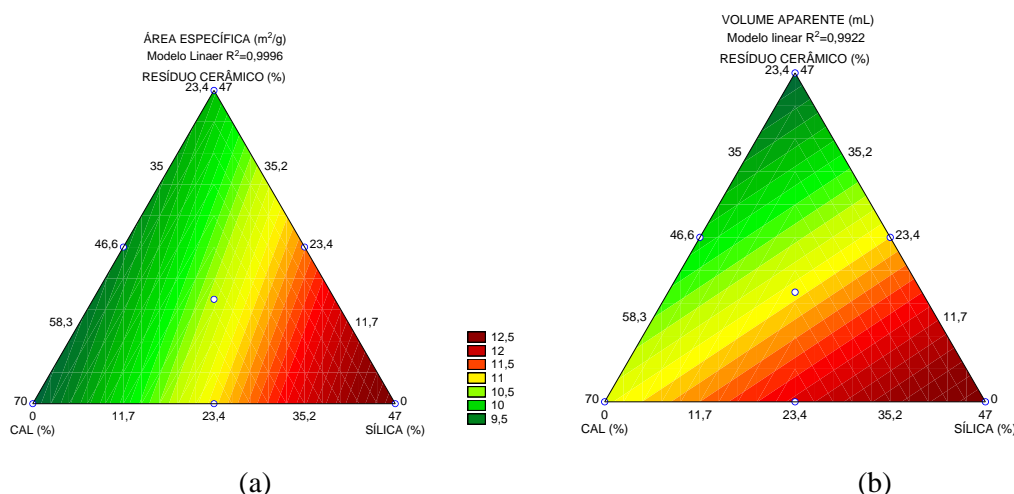 ÁREA ESPECÍFICA (m²/g)
Modelo Linaer R²=0,9996
RESÍDUO CERÂMICO (%)
23,4 47
35 35,2
46,6 23,4
58,3 11,7
70 0
0 11,7 23,4 35,2 47
CAL (%) SÍLICA (%)
12,5
12
11,5
11
10,5
10
9,5
(a)
VOLUME APARENTE (mL)
Modelo linear R²=0,9922
RESÍDUO CERÂMICO (%)
23,4 47
35 35,2
46,6 23,4
58,3 11,7
70 0
0 11,7 23,4 35,2 47
CAL (%) SÍLICA (%)
(b)